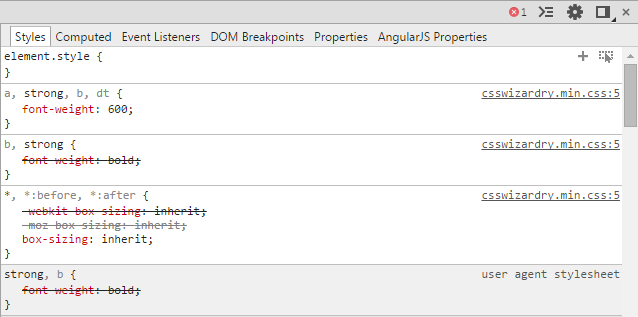 1
Styles Computed Event Listeners DOM Breakpoints Properties AngularJS Properties
element.style {
}
a, strong, b, dt { csswizardry.min.css:5
font-weight: 600;
}
b, strong { csswizardry.min.css:5
font-weight: bold;
}
*, *:before, *:after { csswizardry.min.css:5
-webkit-box-sizing: inherit;
-moz-box-sizing: inherit;
box-sizing: inherit;
}
strong, b { user agent stylesheet
font-weight: bold;
}